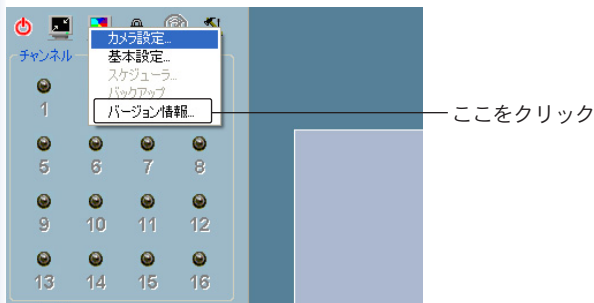 カメラ設定...
チャンネル
基本設定...
スケジューラ...
バックアップ
バージョン情報...
ここをクリック
1
5 6 7 8
9 10 11 12
13 14 15 16